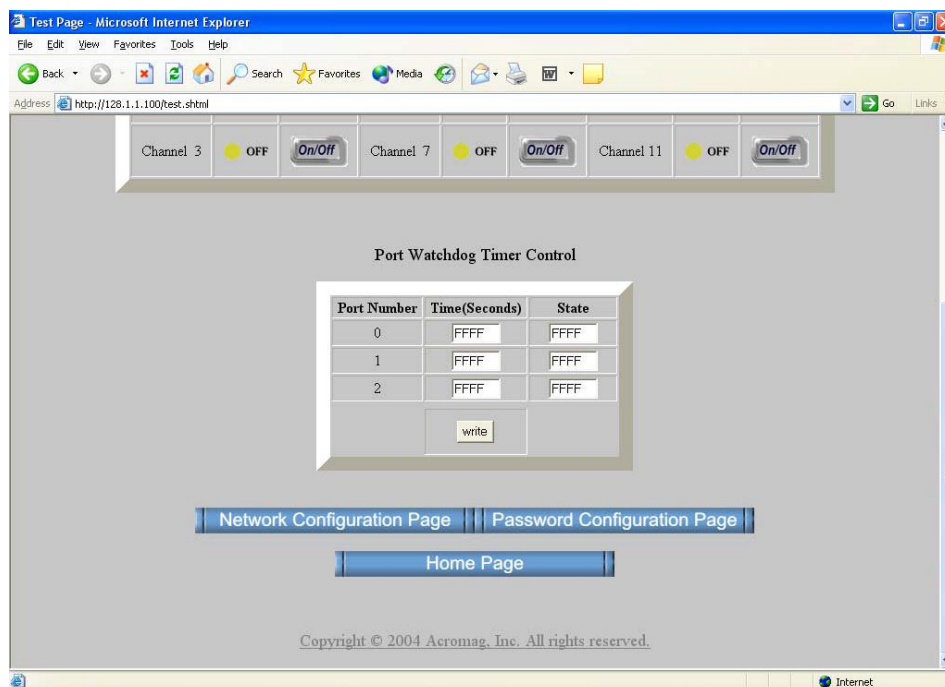 Test Page - Microsoft Internet Explorer
File Edit View Favorites Tools Help
Back Search Favorites Media
Address http://128.1.1.100/test.shtml Go Links
Channel 3 OFF On/Off Channel 7 OFF On/Off Channel 11 OFF On/Off
Port Watchdog Timer Control
Port Number Time(Seconds) State
0 FFFF FFFF
1 FFFF FFFF
2 FFFF FFFF
write
Network Configuration Page Password Configuration Page
Home Page
Copyright © 2004 Acromag, Inc. All rights reserved.
Internet